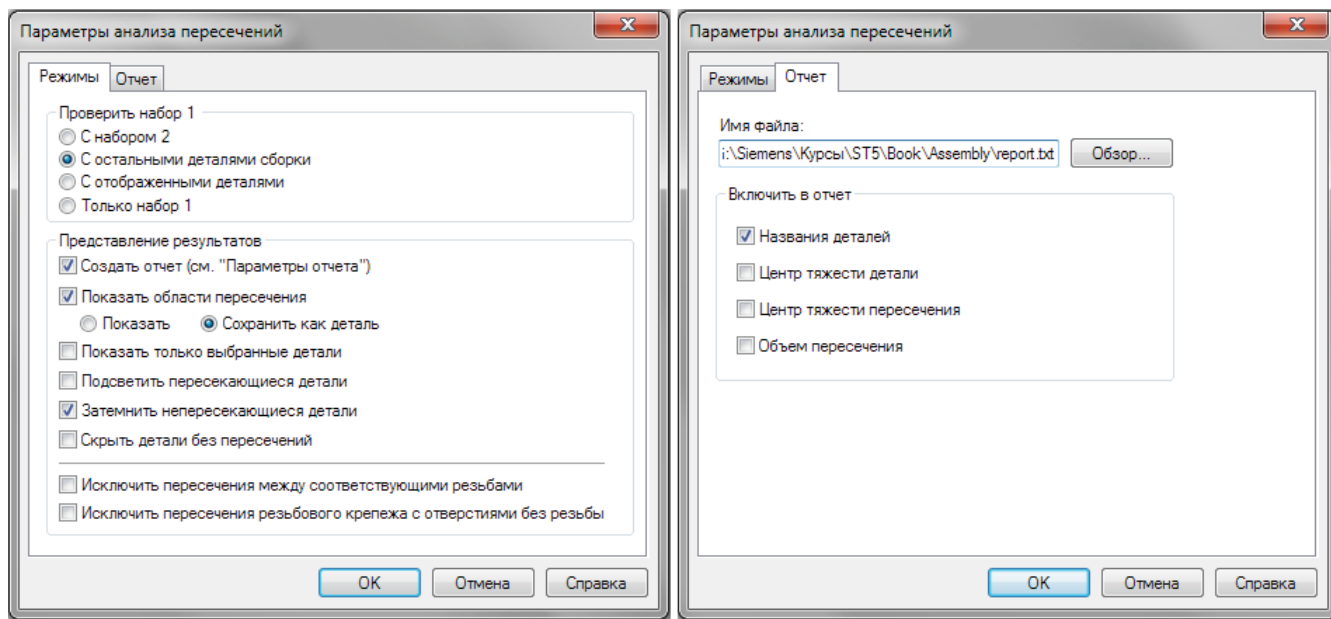 Параметры анализа пересечений
Режимы
Отчет
Проверить набор 1
С набором 2
С остальными деталями сборки
С отображенными деталями
Только набор 1
Представление результатов
Создать отчет (см. "Параметры отчета")
Показать области пересечения
Показать Сохранить как деталь
Показать только выбранные детали
Подсветить пересекающиеся детали
Затемнить непересекающиеся детали
Скрыть детали без пересечений
Исключить пересечения между соответствующими резьбами
Исключить пересечения резьбового крепежа с отверстиями без резьбы
OK Отмена Справка
Параметры анализа пересечений
Режимы
Отчет
Имя файла:
i:\Siemens\Курсы\ST5\Book\Assembly\report.txt Обзор...
Включить в отчет
Названия деталей
Центр тяжести детали
Центр тяжести пересечения
Объем пересечения
OK Отмена Справка